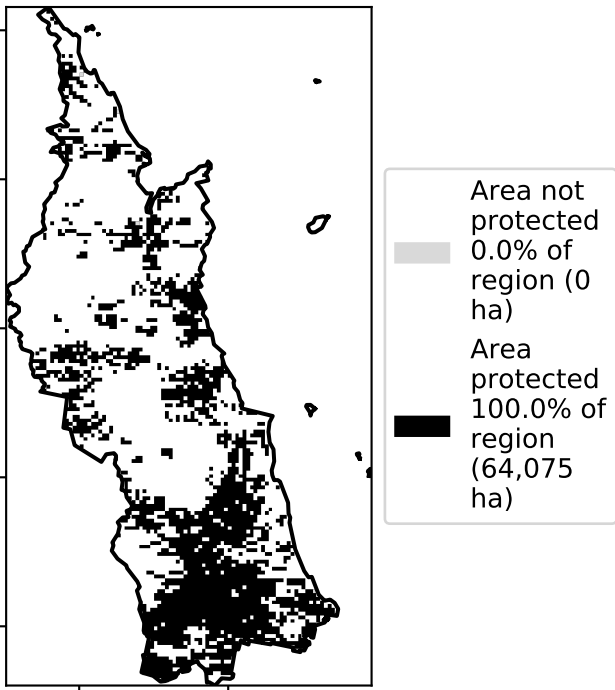 Area not
protected
0.0% of
region (0
ha)
Area
protected
100.0% of
region
(64,075
ha)